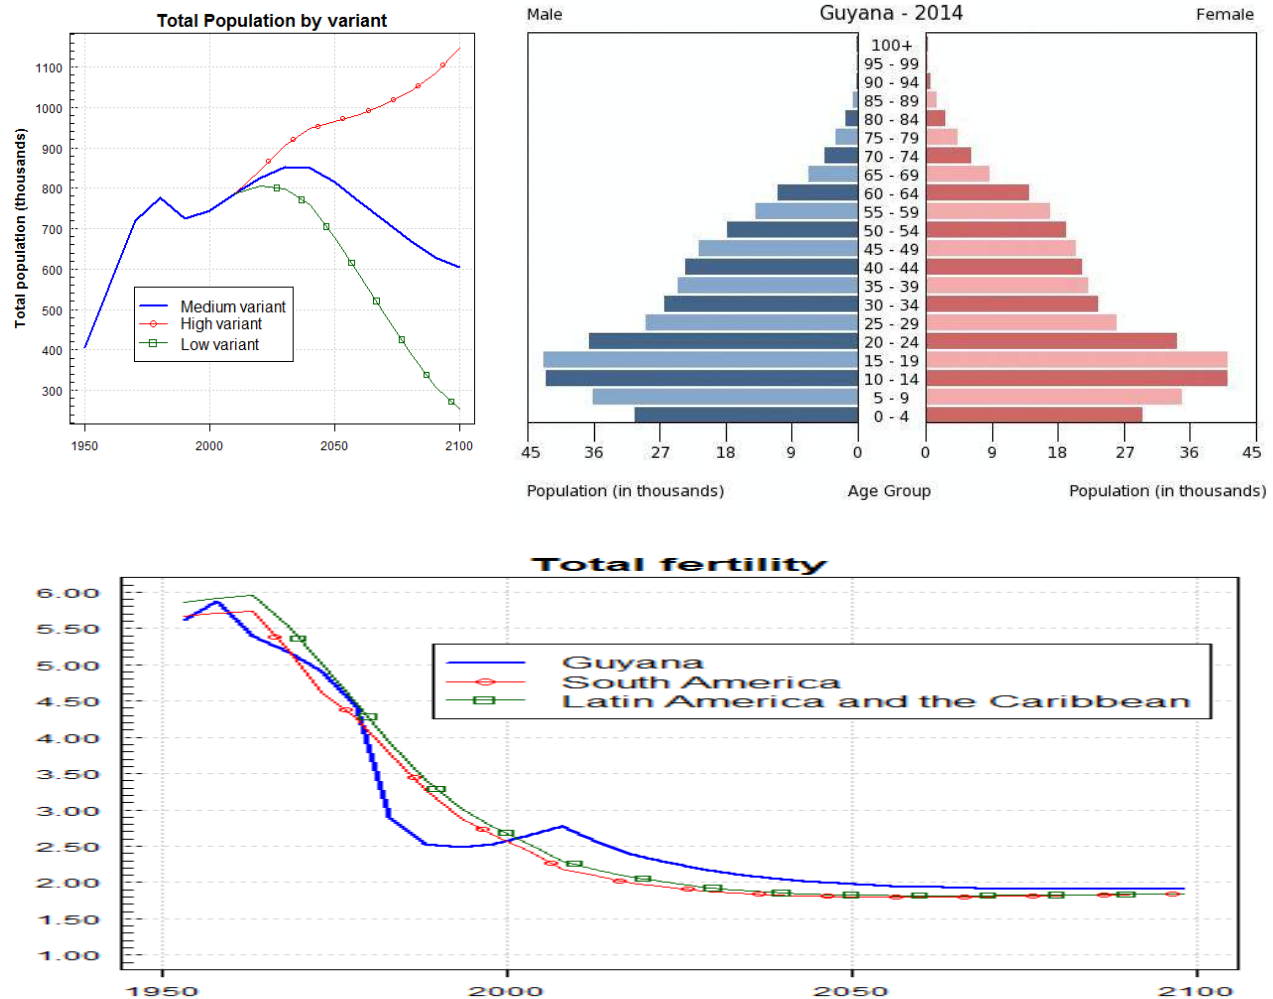 Total Population by variant
Total population (thousands)
1100
1000
900
800
700
600
500
400
300
1950
2000
2050
2100
Medium variant
High variant
Low variant
Male
Guyana - 2014
Female
100+
95 - 99
90 - 94
85 - 89
80 - 84
75 - 79
70 - 74
65 - 69
60 - 64
55 - 59
50 - 54
45 - 49
40 - 44
35 - 39
30 - 34
25 - 29
20 - 24
15 - 19
10 - 14
5 - 9
0 - 4
45 36 27 18 9 0 0 9 18 27 36 45
Population (in thousands) Age Group Population (in thousands)
Total fertility
6.00
5.50
5.00
4.50
4.00
3.50
3.00
2.50
2.00
1.50
1.00
Guyana
South America
Latin America and the Caribbean
1950 2000 2050 2100